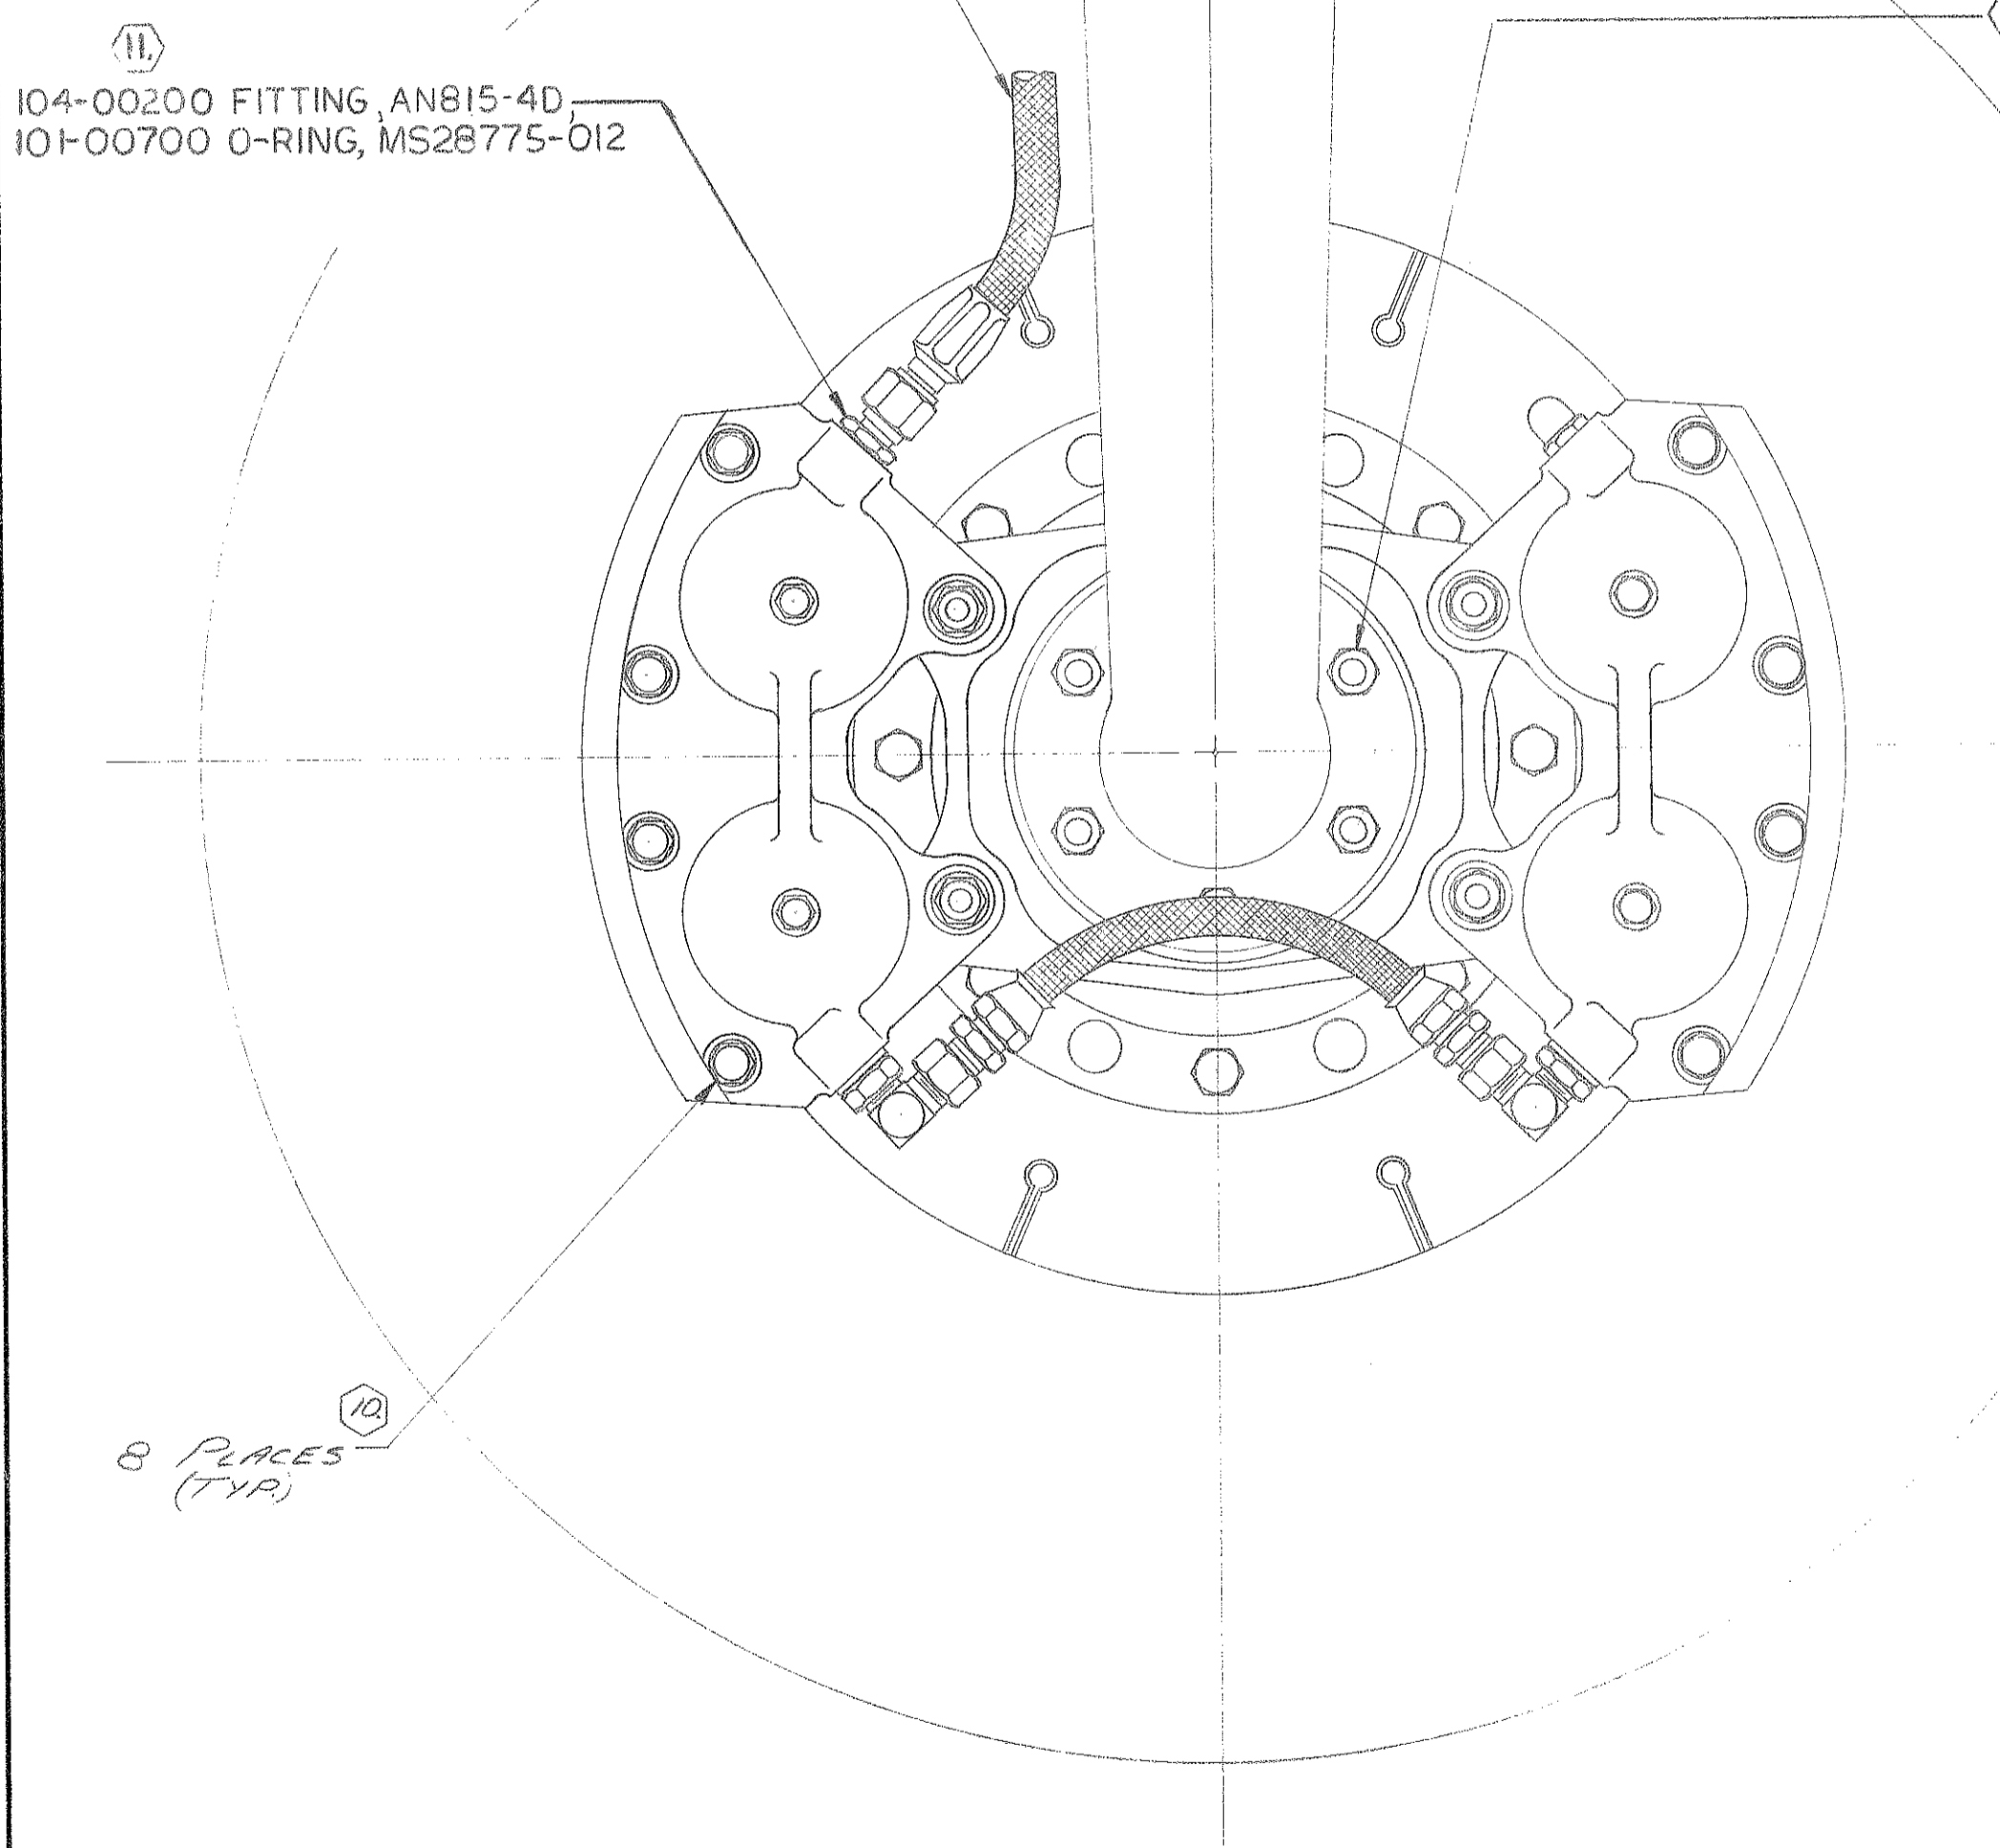 11.
104-00200 FITTING, AN815-4D,
101-00700 O-RING, MS28775-012
10.
8 PLACES
(TYP.)